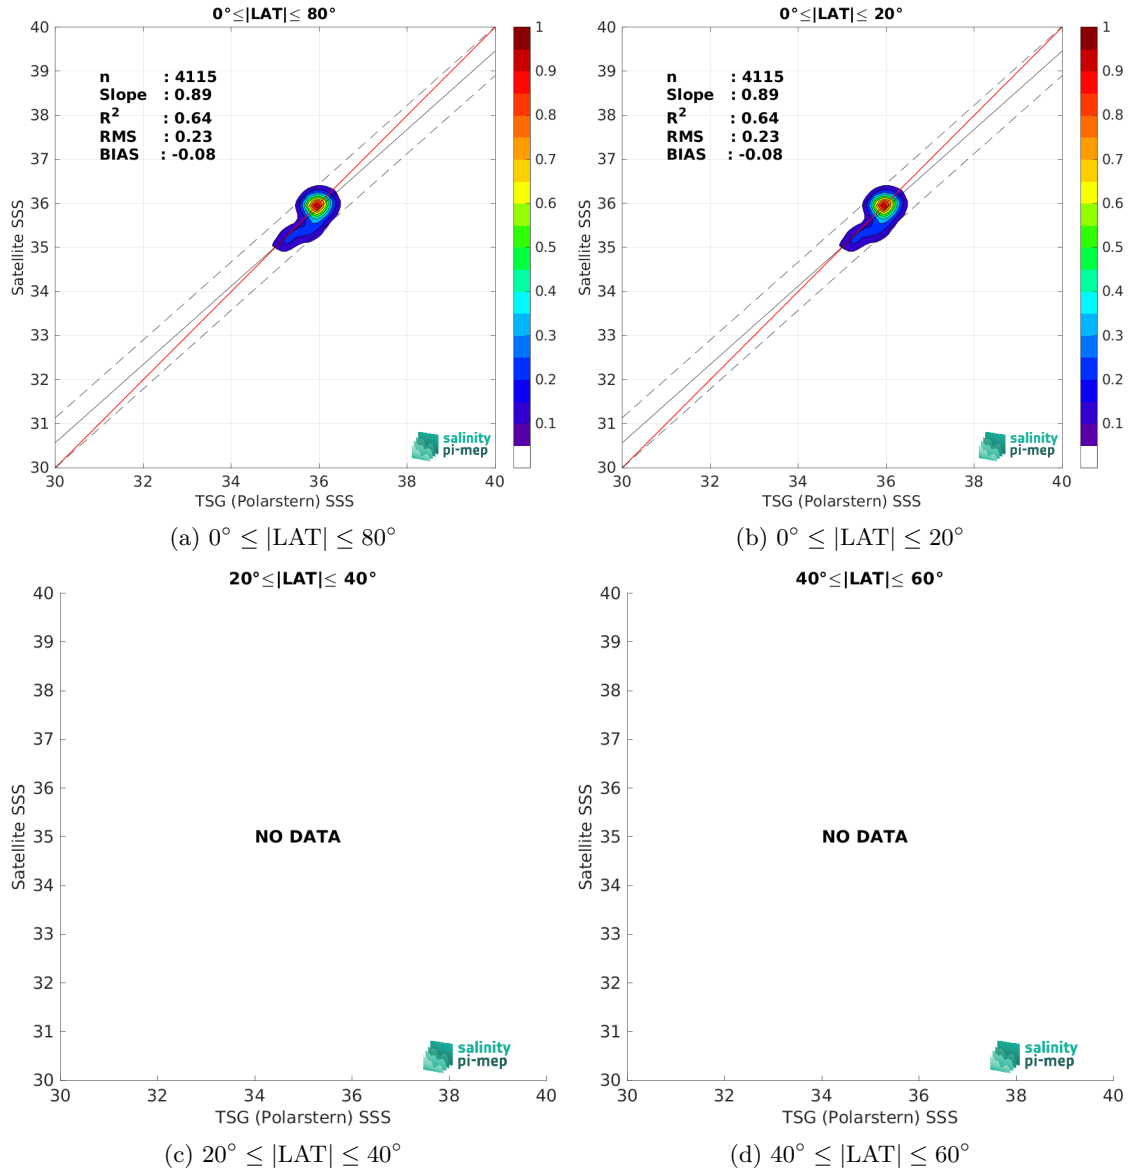 0°≤|LAT|≤ 80°
40
39
38
37
36
35
34
33
32
31
30
Satellite SSS
n : 4115
Slope : 0.89
R² : 0.64
RMS : 0.23
BIAS : -0.08
salinity
pi-mep
30 32 34 36 38 40
TSG (Polarstern) SSS
1
0.9
0.8
0.7
0.6
0.5
0.4
0.3
0.2
0.1
(a) 0° ≤ |LAT| ≤ 80°
0°≤|LAT|≤ 20°
40
39
38
37
36
35
34
33
32
31
30
Satellite SSS
n : 4115
Slope : 0.89
R² : 0.64
RMS : 0.23
BIAS : -0.08
salinity
pi-mep
30 32 34 36 38 40
TSG (Polarstern) SSS
1
0.9
0.8
0.7
0.6
0.5
0.4
0.3
0.2
0.1
(b) 0° ≤ |LAT| ≤ 20°
20°≤|LAT|≤ 40°
40
39
38
37
36
35
34
33
32
31
30
Satellite SSS
NO DATA
salinity
pi-mep
30 32 34 36 38 40
TSG (Polarstern) SSS
(c) 20° ≤ |LAT| ≤ 40°
40°≤|LAT|≤ 60°
40
39
38
37
36
35
34
33
32
31
30
Satellite SSS
NO DATA
salinity
pi-mep
30 32 34 36 38 40
TSG (Polarstern) SSS
(d) 40° ≤ |LAT| ≤ 60°